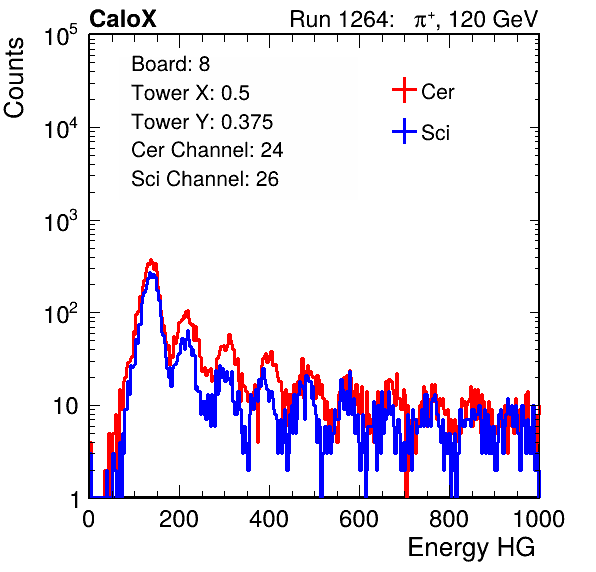 CaloX Run 1264: π⁺, 120 GeV
Counts
10⁵
10⁴
10³
10²
10
1
Board: 8
Tower X: 0.5
Tower Y: 0.375
Cer Channel: 24
Sci Channel: 26
Cer
Sci
0 200 400 600 800 1000
Energy HG